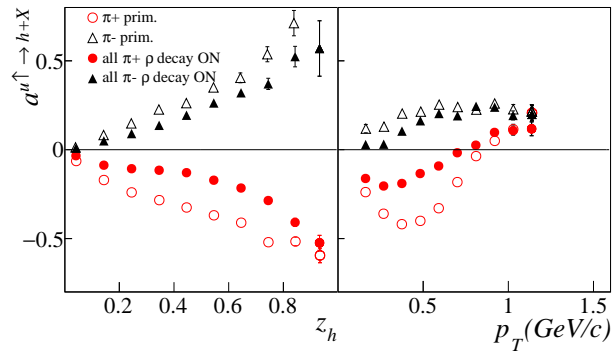 π+ prim.
π- prim.
all π+ ρ decay ON
all π- ρ decay ON
a^{u↑ → h+X}
0.5
0
−0.5
0.2 0.4 0.6 0.8
0.5 1 1.5
z_h
p_T (GeV/c)